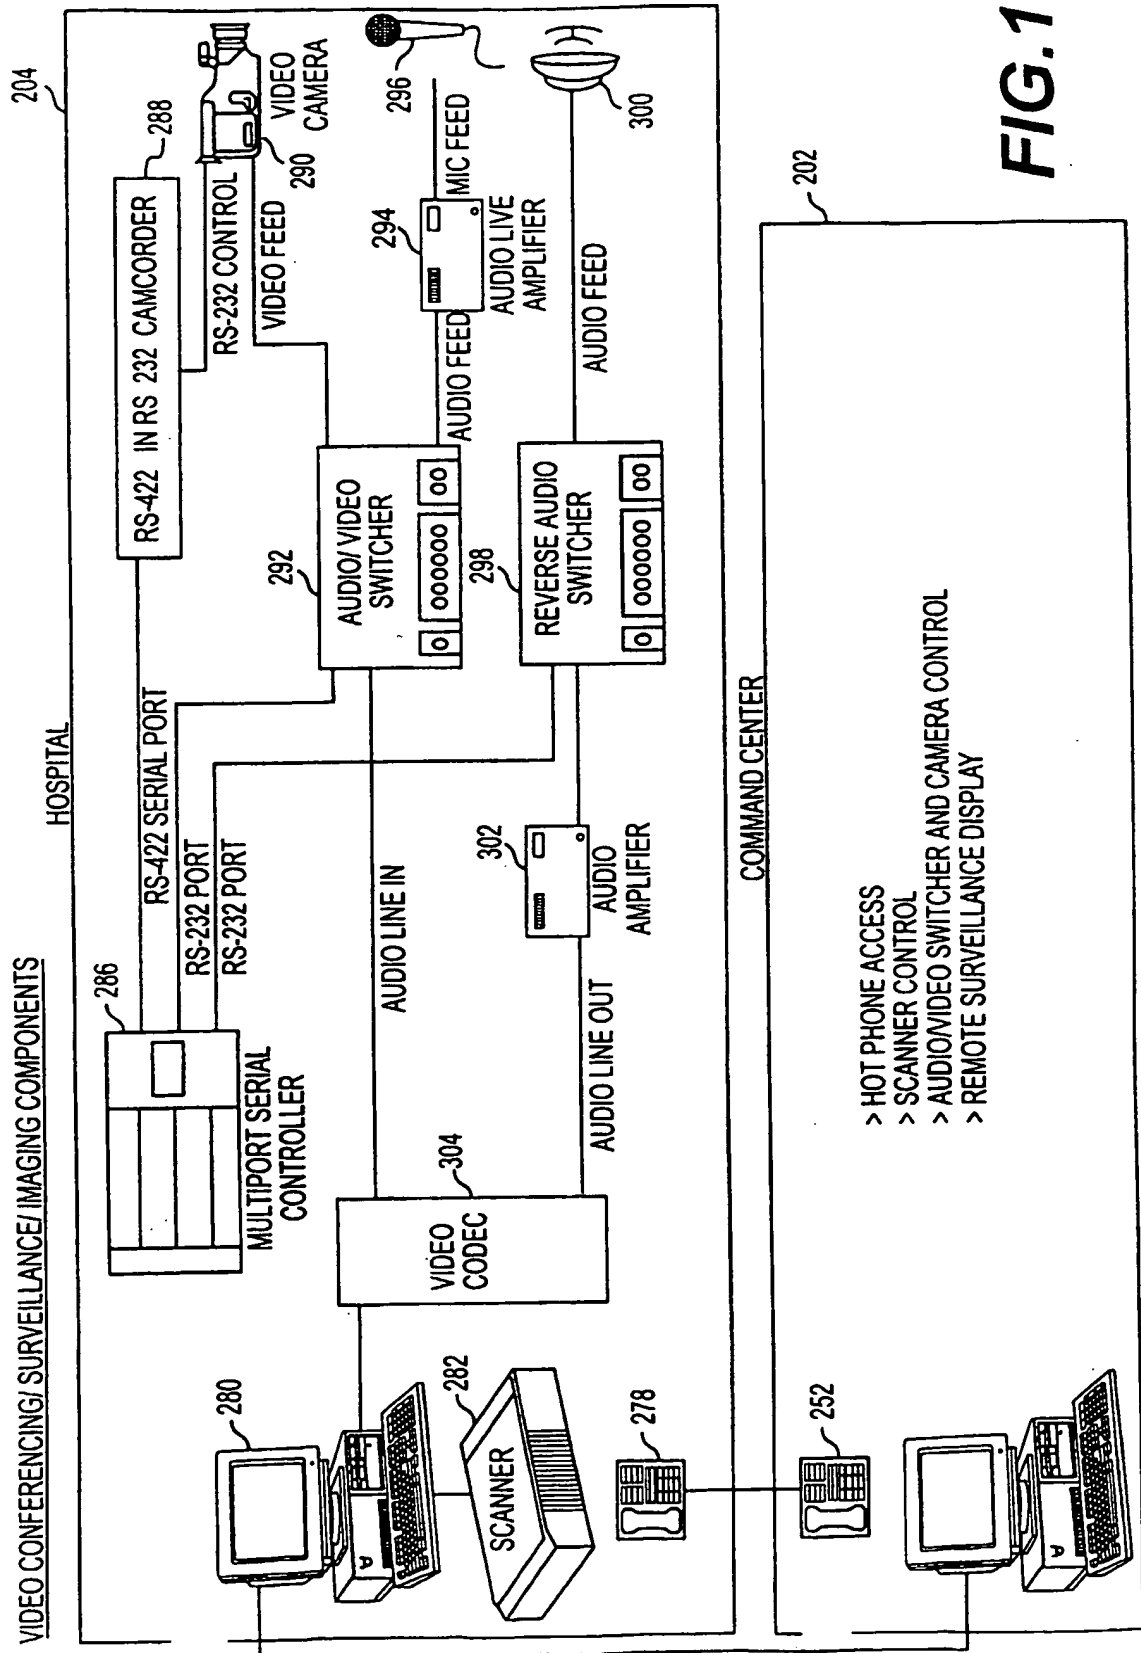 VIDEO CONFERENCING/ SURVEILLANCE/ IMAGING COMPONENTS
HOSPITAL
204
280
286
RS-422 SERIAL PORT
RS-422 IN RS 232 CAMCORDER
288
RS-232 PORT
RS-232 PORT
RS-232 CONTROL
VIDEO FEED
VIDEO
CAMERA
290
MULTIPORT SERIAL
CONTROLLER
292
AUDIO/ VIDEO
SWITCHER
294
MIC FEED
296
AUDIO LINE IN
AUDIO FEED
AUDIO LIVE
AMPLIFIER
304
VIDEO
CODEC
282
SCANNER
302
298
REVERSE AUDIO
SWITCHER
AUDIO FEED
300
AUDIO LINE OUT
AUDIO
AMPLIFIER
278
COMMAND CENTER
202
252
> HOT PHONE ACCESS
> SCANNER CONTROL
> AUDIO/VIDEO SWITCHER AND CAMERA CONTROL
> REMOTE SURVEILLANCE DISPLAY
A
A
FIG.1